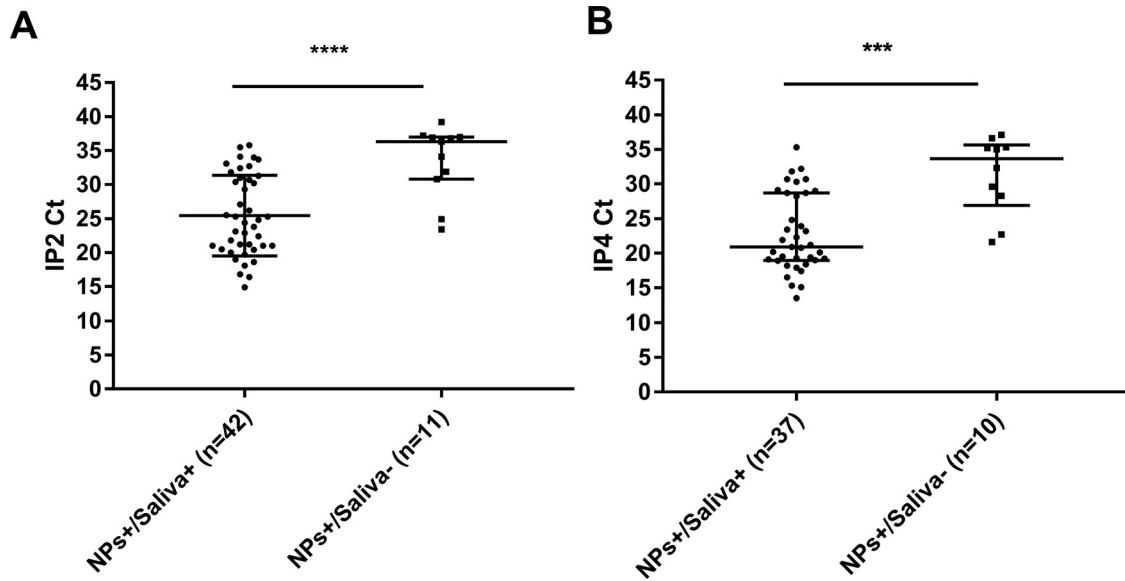 A
****
IP2 Ct
45
40
35
30
25
20
15
10
5
0
NPs+/Saliva+ (n=42)
NPs+/Saliva- (n=11)
B
***
IP4 Ct
45
40
35
30
25
20
15
10
5
0
NPs+/Saliva+ (n=37)
NPs+/Saliva- (n=10)